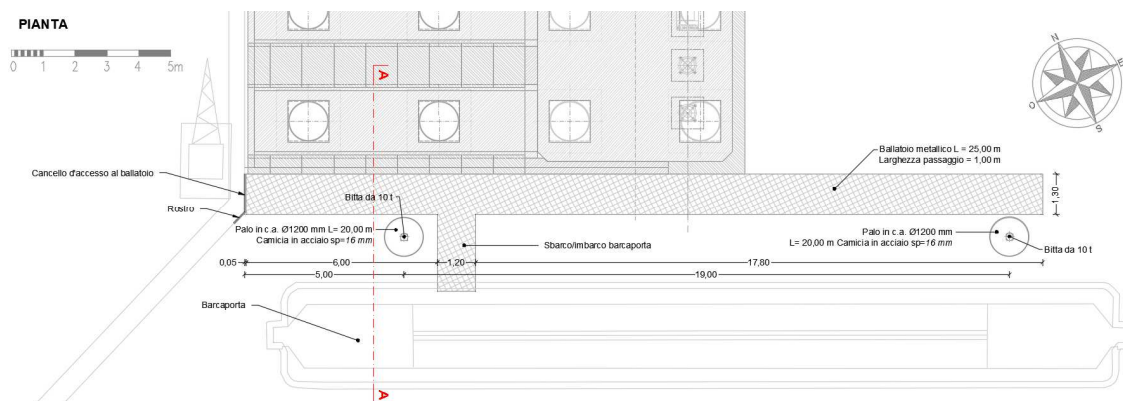 PIANTA
0 1 2 3 4 5m
A
N
E
S
O
Ballatoio metallico L = 25,00 m
Larghezza passaggio = 1,00 m
Cancello d'accesso al ballatoio
Rostro
Bitta da 10 t
1,30
Palo in c.a. Ø1200 mm L= 20,00 m
Camicia in acciaio sp=16 mm
Sbarco/imbarco barcaporta
Palo in c.a. Ø1200 mm
L= 20,00 m Camicia in acciaio sp=16 mm
Bitta da 10 t
0,05 6,00 1,20 17,80
5,00 19,00
Barcaporta
A